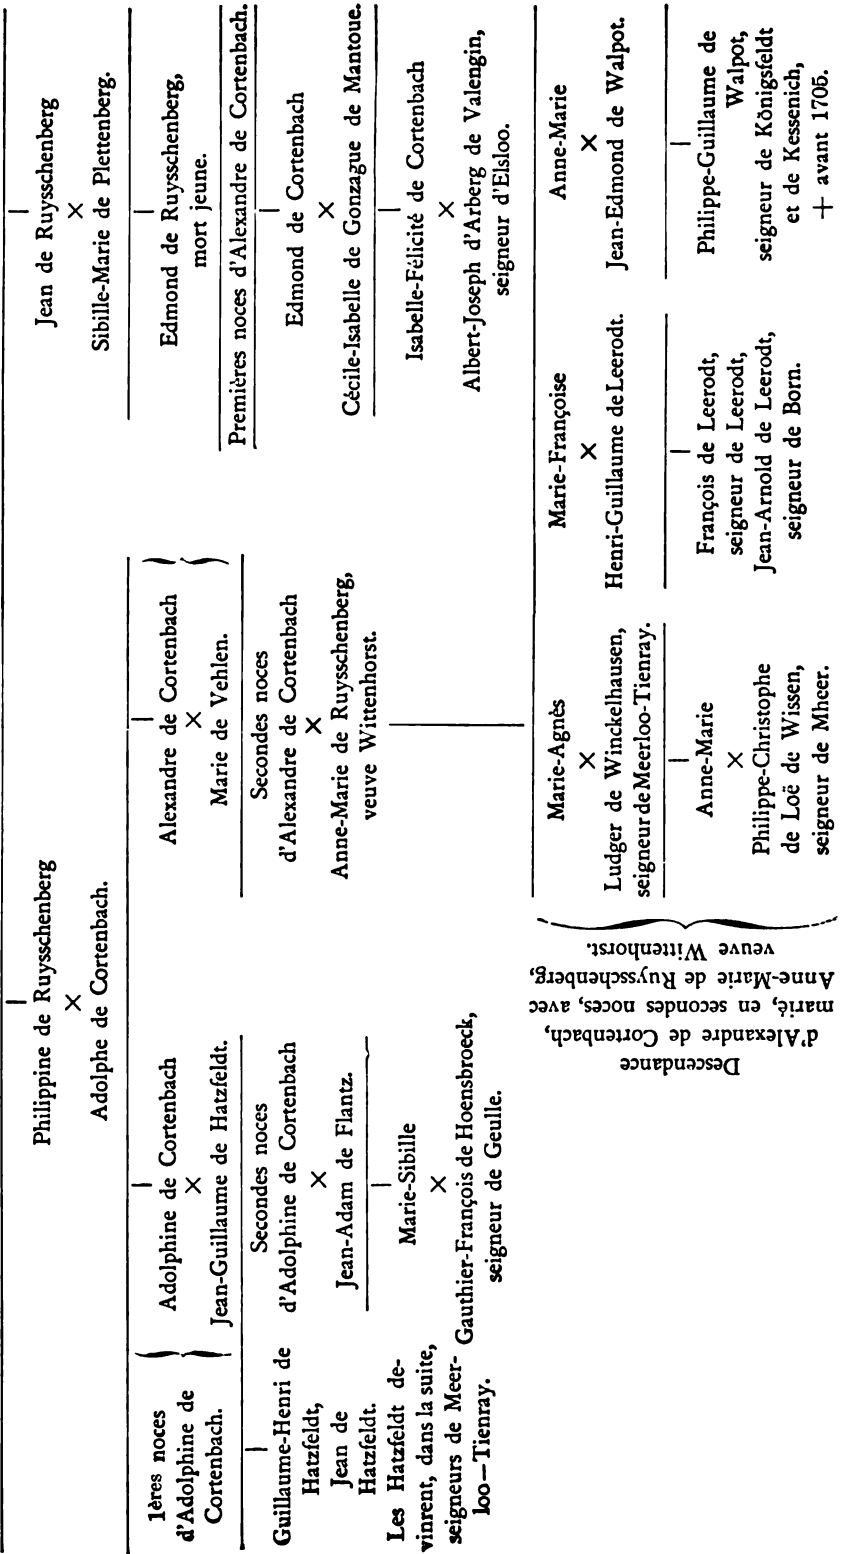 Philippine de Ruysschenberg
×
Adolphe de Cortenbach.
Jean de Ruysschenberg
×
Sibille-Marie de Plettenberg.
1ères noces
d'Adolphine de
Cortenbach.
Adolphine de Cortenbach
×
Jean-Guillaume de Hatzfeldt.
Alexandre de Cortenbach
×
Marie de Vehlen.
Edmond de Ruysschenberg,
mort jeune.
Premières noces d'Alexandre de Cortenbach.
Guillaume-Henri de
Hatzfeldt,
Jean de
Hatzfeldt.
Les Hatzfeldt de-
vinrent, dans la suite,
seigneurs de Meer-
loo—Tienray.
Secondes noces
d'Adolphine de Cortenbach
×
Jean-Adam de Flantz.
Marie-Sibille
×
Gauthier-François de Hoensbroeck,
seigneur de Geulle.
Secondes noces
d'Alexandre de Cortenbach
×
Anne-Marie de Ruysschenberg,
veuve Wittenhorst.
Edmond de Cortenbach
×
Cécile-Isabelle de Gonzague de Mantoue.
Isabelle-Félicité de Cortenbach
×
Albert-Joseph d'Arberg de Valengin,
seigneur d'Elsloo.
Descendance
d'Alexandre de Cortenbach,
marié, en secondes noces, avec
Anne-Marie de Ruysschenberg,
veuve Wittenhorst.
Marie-Agnès
×
Ludger de Winckelhausen,
seigneur de Meerloo-Tienray.
Anne-Marie
×
Philippe-Christophe
de Loë de Wissen,
seigneur de Mheer.
Marie-Françoise
×
Henri-Guillaume de Leerodt.
François de Leerodt,
seigneur de Leerodt,
Jean-Arnold de Leerodt,
seigneur de Born.
Anne-Marie
×
Jean-Edmond de Walpot.
Philippe-Guillaume de
Walpot,
seigneur de Königsfeldt
et de Kessenich,
+ avant 1705.